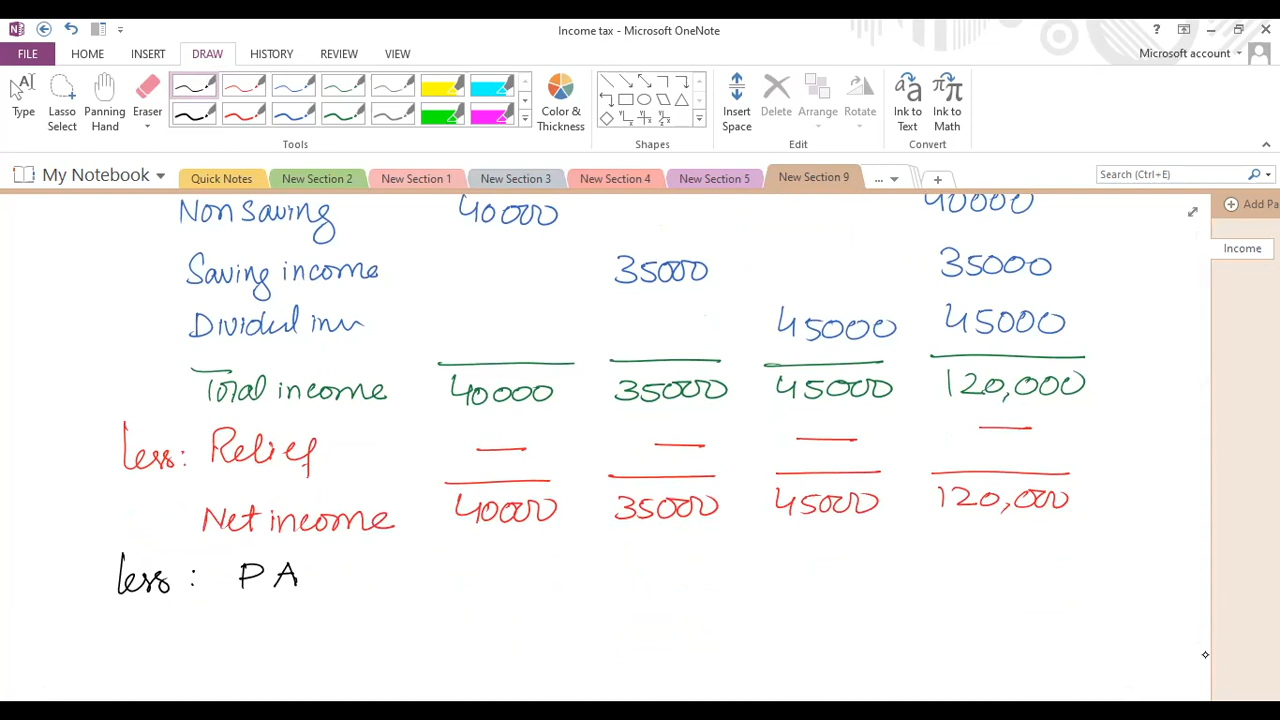 Income tax - Microsoft OneNote
?
FILE HOME INSERT DRAW HISTORY REVIEW VIEW
Microsoft account
Type
Lasso Select
Panning Hand
Eraser
Color & Thickness
Insert Space
Delete
Arrange
Rotate
Ink to Text
Ink to Math
Tools
Shapes
Edit
Convert
My Notebook Quick Notes New Section 2 New Section 1 New Section 3 New Section 4 New Section 5 New Section 9 ... Search (Ctrl+E)
Add Pa
Income
Non Saving 40000 40000
Saving income 35000 35000
Divided 45000 45000
Total income 40000 35000 45000 120,000
less: Relief — — — —
Net income 40000 35000 45000 120,000
less: PA